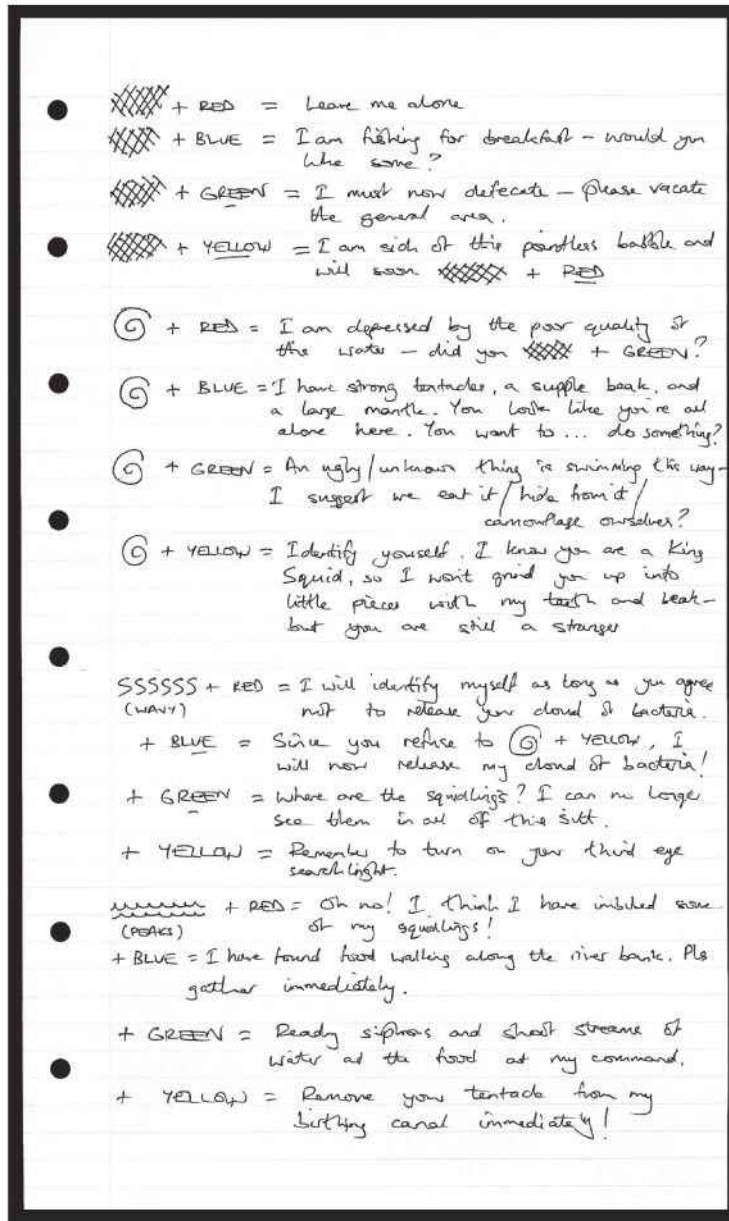 + RED = Leave me alone
+ BLUE = I am fishing for breakfast - would you
like some?
+ GREEN = I must now defecate - please vacate
the general area.
+ YELLOW = I am sick of this pointless babble and
will soon + RED
+ RED = I am depressed by the poor quality of
the water - did you + GREEN?
+ BLUE = I have strong tentacles, a supple beak, and
a large mantle. You look like you're all
alone here. You want to ... do something?
+ GREEN = An ugly/unknown thing is swimming this way-
I suggest we eat it/hide from it/
camouflage ourselves?
+ YELLOW = Identify yourself. I know you are a King
Squid, so I won't grind you up into
little pieces with my teeth and beak-
but you are still a stranger
SSSSSS + RED = I will identify myself as long as you agree
(WAVY) not to release your cloud of bacteria.
+ BLUE = Since you refuse to + YELLOW, I
will now release my cloud of bacteria!
+ GREEN = Where are the squidlings? I can no longer
see them in all of this silt.
+ YELLOW = Remember to turn on your third eye
searchlight.
+ RED = Oh no! I think I have imbibed some
(PEAKS) of my squidlings!
+ BLUE = I have found food walking along the river bank. Pls
gather immediately.
+ GREEN = Ready siphons and shoot streams of
water at the food at my command.
+ YELLOW = Remove your tentacle from my
birthing canal immediately!